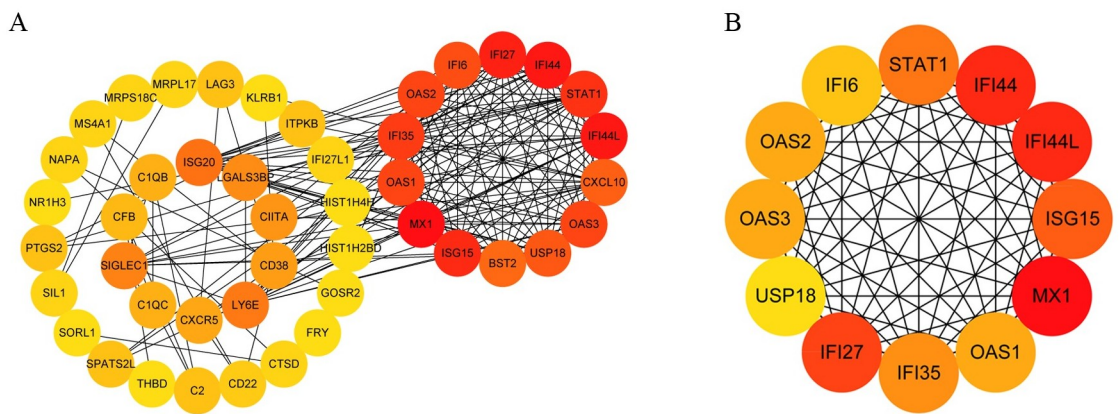 A
B
IFI27
IFI6
IFI44
OAS2
STAT1
IFI35
IFI44L
OAS1
CXCL10
MX1
OAS3
ISG15
BST2
USP18
MRPL17
LAG3
MRPS18C
KLRB1
MS4A1
ITPKB
NAPA
ISG20
IFI27L1
C1QB
LGALS3BP
NR1H3
HIST1H4H
CFB
CIITA
PTGS2
HIST1H2BD
SIGLEC1
CD38
SIL1
GOSR2
C1QC
LY6E
CXCR5
SORL1
FRY
SPATS2L
CTSD
THBD
C2
CD22
STAT1
IFI6
IFI44
OAS2
IFI44L
OAS3
ISG15
USP18
MX1
IFI27
OAS1
IFI35